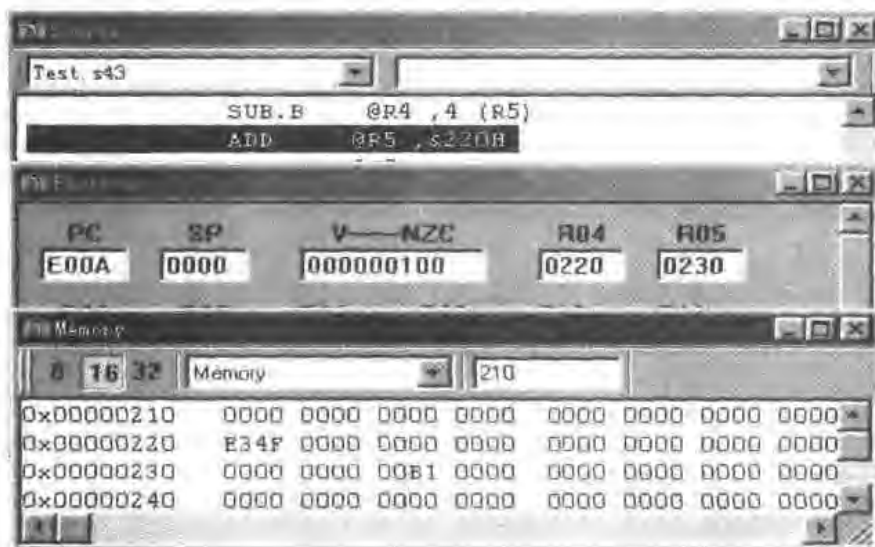 Test.s43
SUB.B @R4 ,4 (R5)
ADD @R5 ,&220H
PC SP V----NZC R04 R05
E00A 0000 000000100 0220 0230
Memory
8 16 32 Memory 210
0x00000210 0000 0000 0000 0000 0000 0000 0000 0000
0x00000220 E34F 0000 0000 0000 0000 0000 0000 0000
0x00000230 0000 0000 00B1 0000 0000 0000 0000 0000
0x00000240 0000 0000 0000 0000 0000 0000 0000 0000